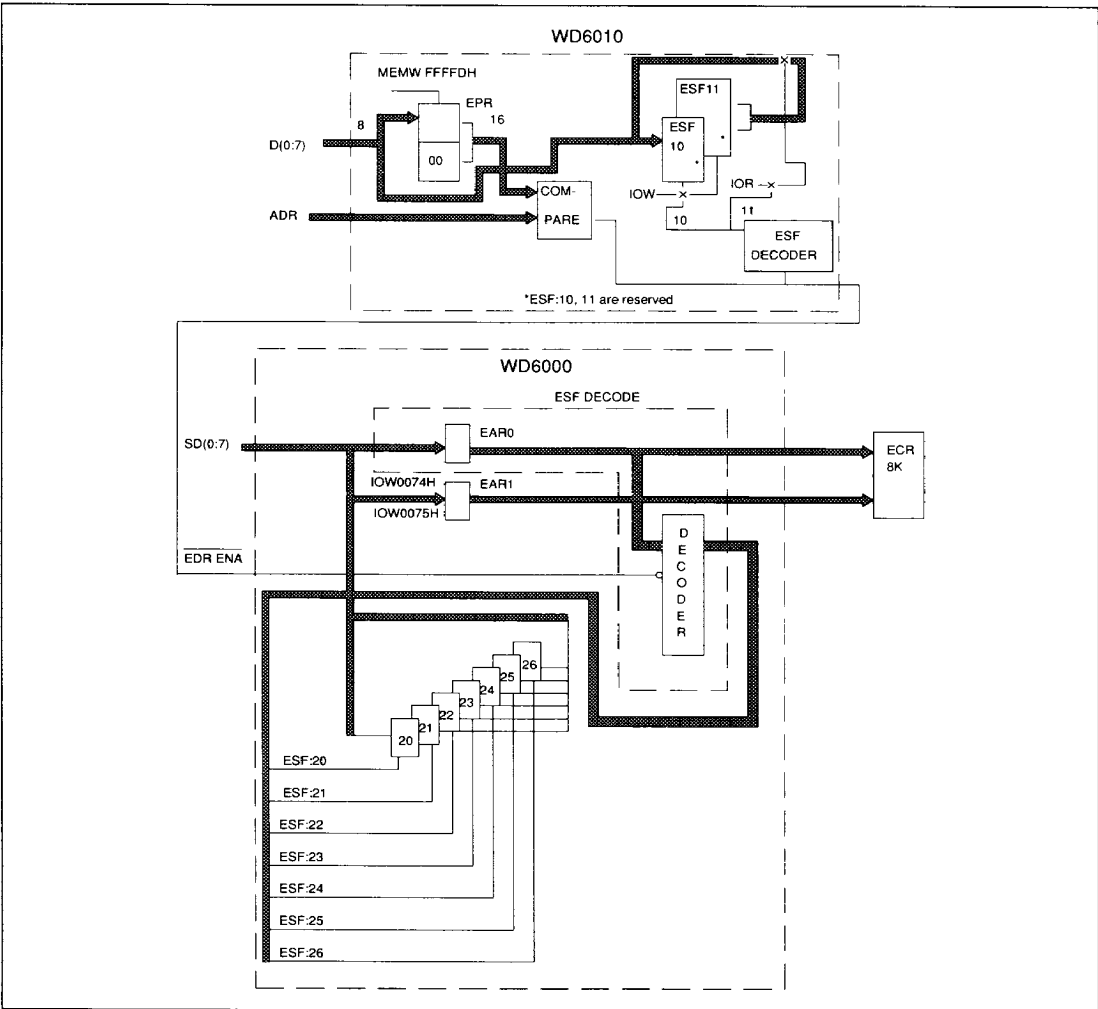 WD6010
MEMW FFFFDH
EPR
8
16
00
D(0:7)
ADR
COM-
PARE
ESF11
*
ESF
10
*
IOW
IOR
10
11
ESF
DECODER
*ESF:10, 11 are reserved
WD6000
ESF DECODE
SD(0:7)
EAR0
IOW0074H
EAR1
IOW0075H
ECR
8K
EDR ENA
D
E
C
O
D
E
R
26
25
24
23
22
21
20
ESF:20
ESF:21
ESF:22
ESF:23
ESF:24
ESF:25
ESF:26